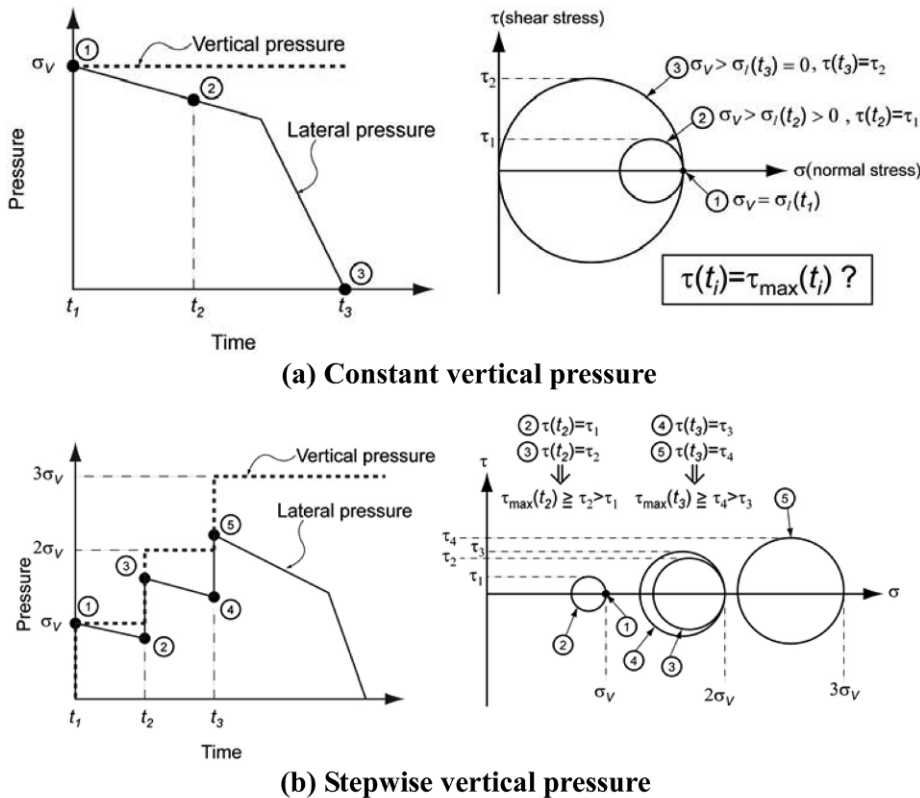 τ(shear stress)
① Vertical pressure
σV
②
Lateral pressure
Pressure
③
t1 t2 t3
Time
τ2
③ σV > σl(t3) = 0 , τ(t3)=τ2
② σV > σl(t2) > 0 , τ(t2)=τ1
τ1
σ(normal stress)
① σV = σl(t1)
τ(ti)=τmax(ti) ?
(a) Constant vertical pressure
3σV
Vertical pressure
⑤ Lateral pressure
2σV
③
④
Pressure
① σV
②
t1 t2 t3
Time
② τ(t2)=τ1 ④ τ(t3)=τ3
③ τ(t2)=τ2 ⑤ τ(t3)=τ4
⇓ ⇓
τ τmax(t2) ≧ τ2>τ1 τmax(t3) ≧ τ4>τ3 ⑤
τ4
τ3
τ2
τ1
σ
② ① ④ ③
σV 2σV 3σV
(b) Stepwise vertical pressure